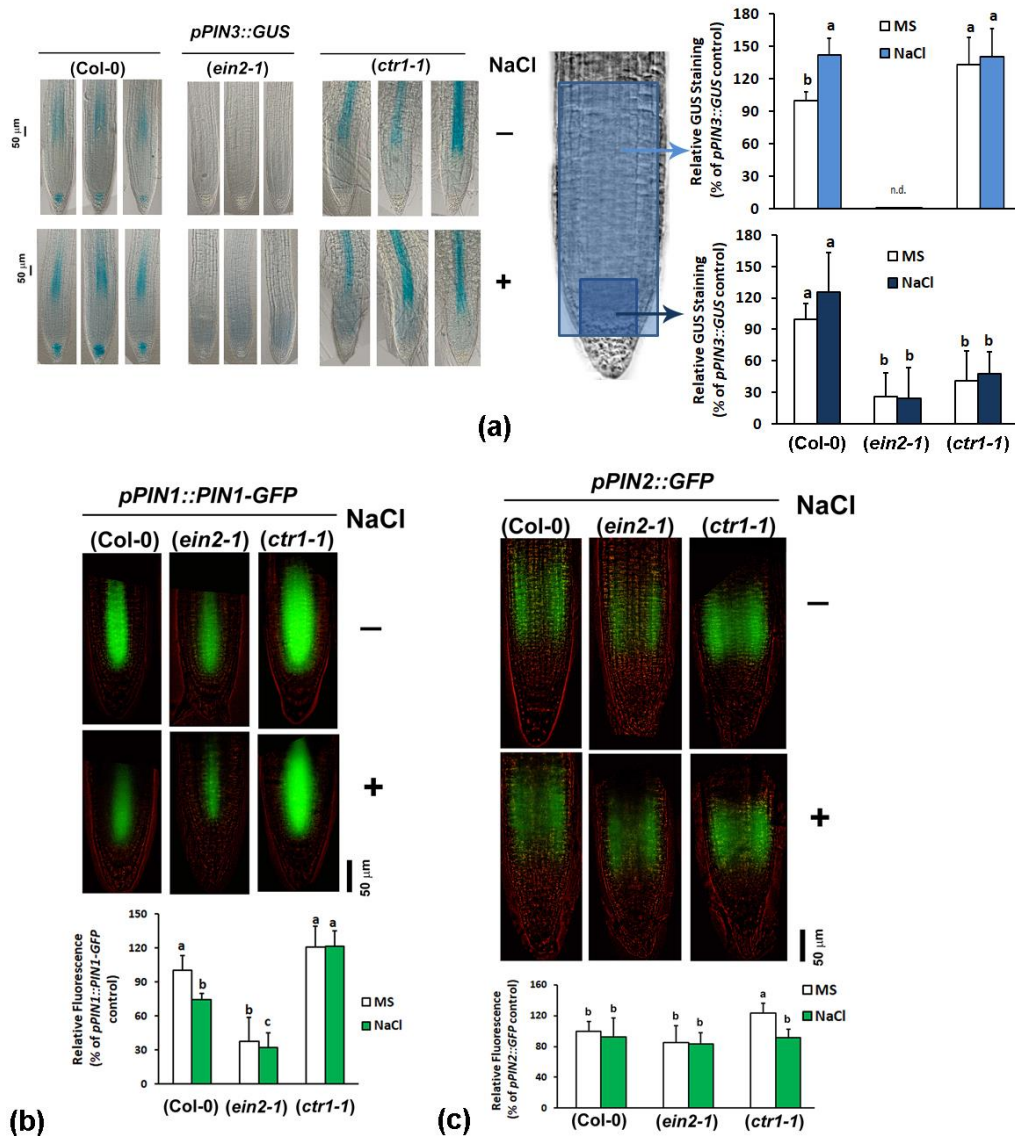 pPIN3::GUS
(Col-0) (ein2-1) (ctr1-1) NaCl
50 µm
–
50 µm
+
Relative GUS Staining
(% of pPIN3::GUS control)
180
150
120
90
60
30
0
b a n.d. a a
MS
NaCl
Relative GUS Staining
(% of pPIN3::GUS control)
180
150
120
90
60
30
0
a a b b b b
MS
NaCl
(Col-0) (ein2-1) (ctr1-1)
(a)
pPIN1::PIN1-GFP
NaCl
(Col-0) (ein2-1) (ctr1-1)
–
+
50 µm
Relative Fluorescence
(% of pPIN1::PIN1-GFP
control)
150
120
90
60
30
0
a b b c a a
MS
NaCl
(Col-0) (ein2-1) (ctr1-1)
(b)
pPIN2::GFP
NaCl
(Col-0) (ein2-1) (ctr1-1)
–
+
50 µm
Relative Fluorescence
(% of pPIN2::GFP control)
160
120
80
40
0
b b b b a b
MS
NaCl
(Col-0) (ein2-1) (ctr1-1)
(c)